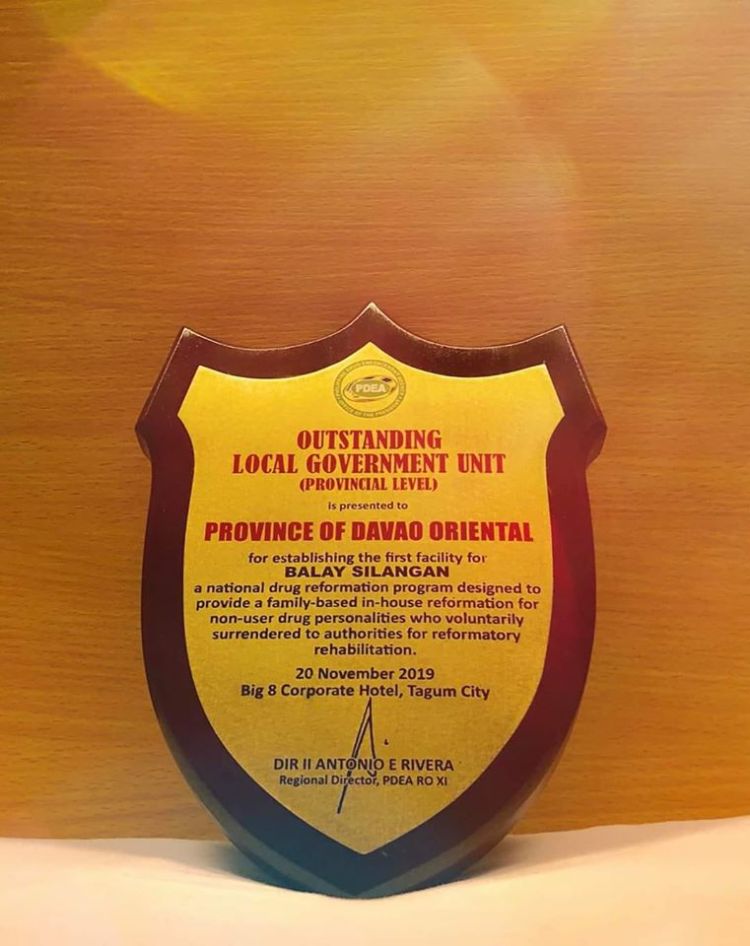 PDEA
OUTSTANDING
LOCAL GOVERNMENT UNIT
(PROVINCIAL LEVEL)
is presented to
PROVINCE OF DAVAO ORIENTAL
for establishing the first facility for
BALAY SILANGAN
a national drug reformation program designed to
provide a family-based in-house reformation for
non-user drug personalities who voluntarily
surrendered to authorities for reformatory
rehabilitation.
20 November 2019
Big 8 Corporate Hotel, Tagum City
DIR II ANTONIO E RIVERA
Regional Director, PDEA RO XI